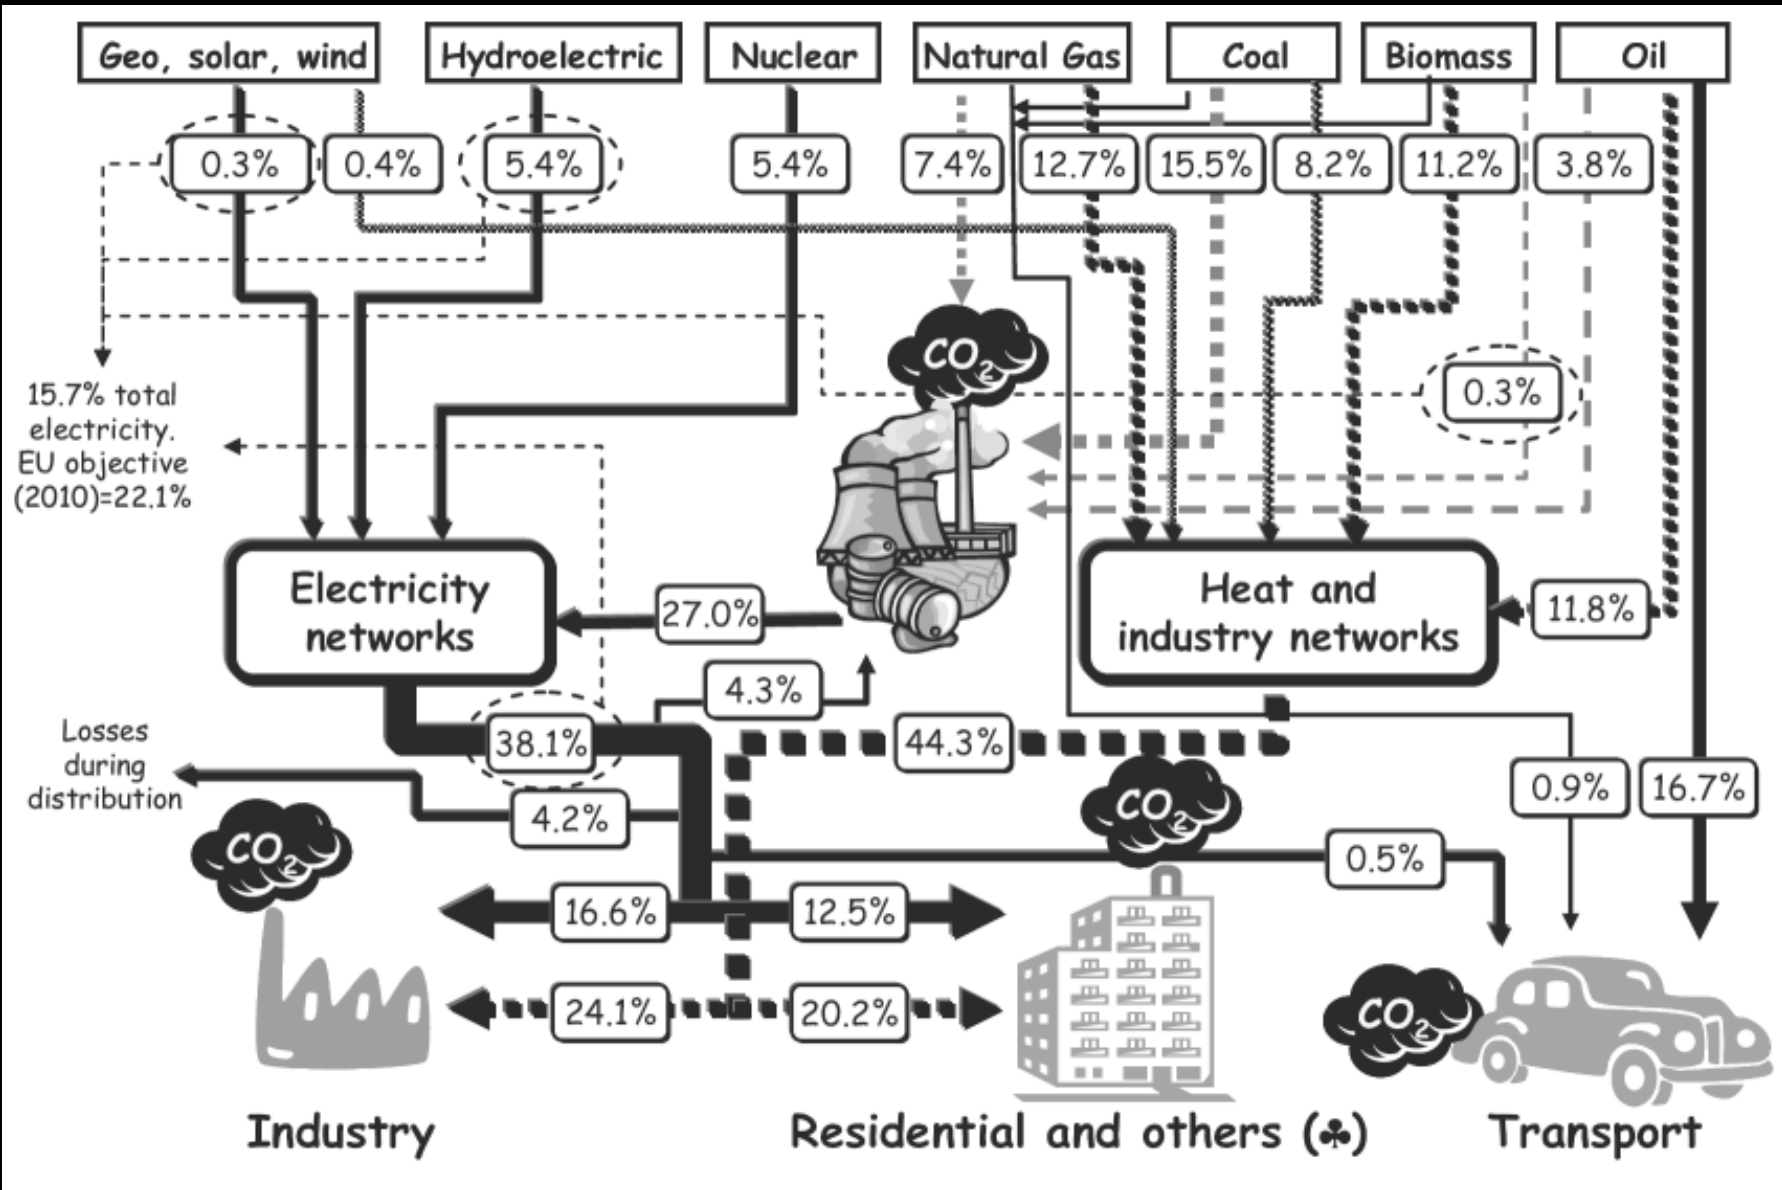 Geo, solar, wind
Hydroelectric
Nuclear
Natural Gas
Coal
Biomass
Oil
0.3%
0.4%
5.4%
5.4%
7.4%
12.7%
15.5%
8.2%
11.2%
3.8%
CO2
0.3%
15.7% total
electricity.
EU objective
(2010)=22.1%
Electricity
networks
27.0%
Heat and
industry networks
11.8%
4.3%
38.1%
44.3%
Losses
during
distribution
4.2%
0.9%
16.7%
CO2
CO2
0.5%
16.6%
12.5%
24.1%
20.2%
CO2
Industry
Residential and others (♣)
Transport